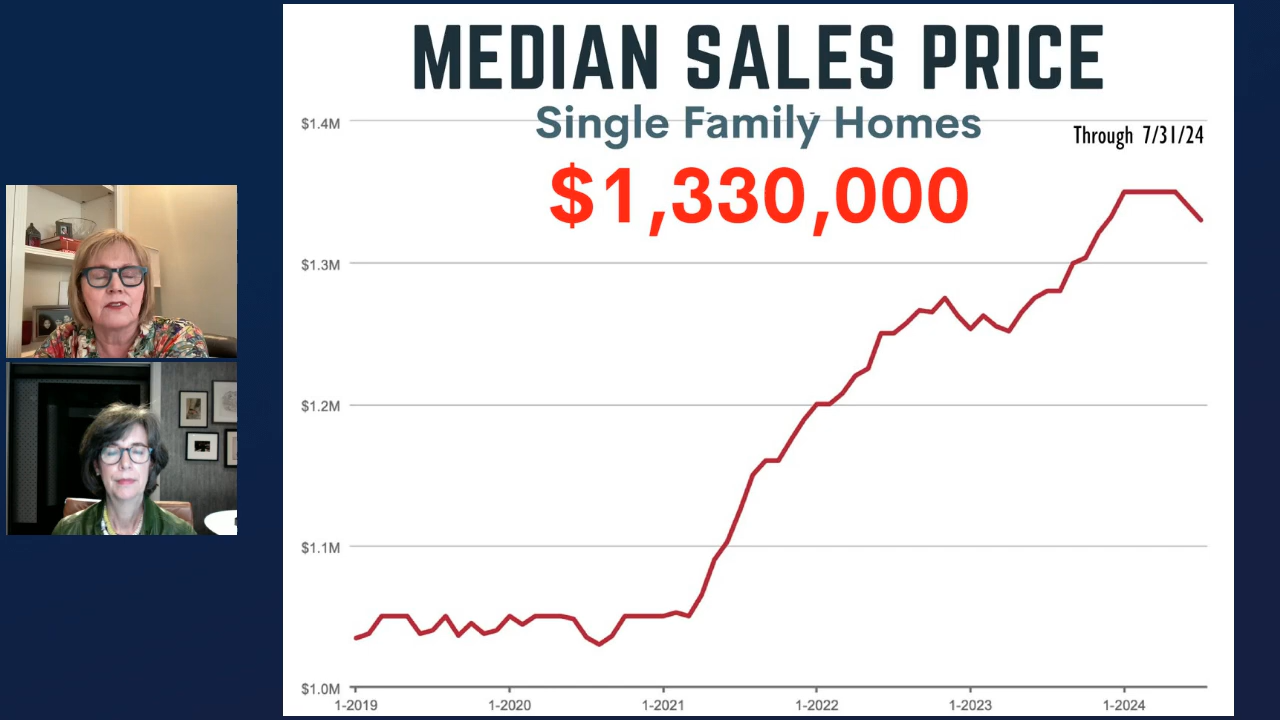 MEDIAN SALES PRICE
Single Family Homes
Through 7/31/24
$1,330,000
$1.4M
$1.3M
$1.2M
$1.1M
$1.0M
1-2019 1-2020 1-2021 1-2022 1-2023 1-2024